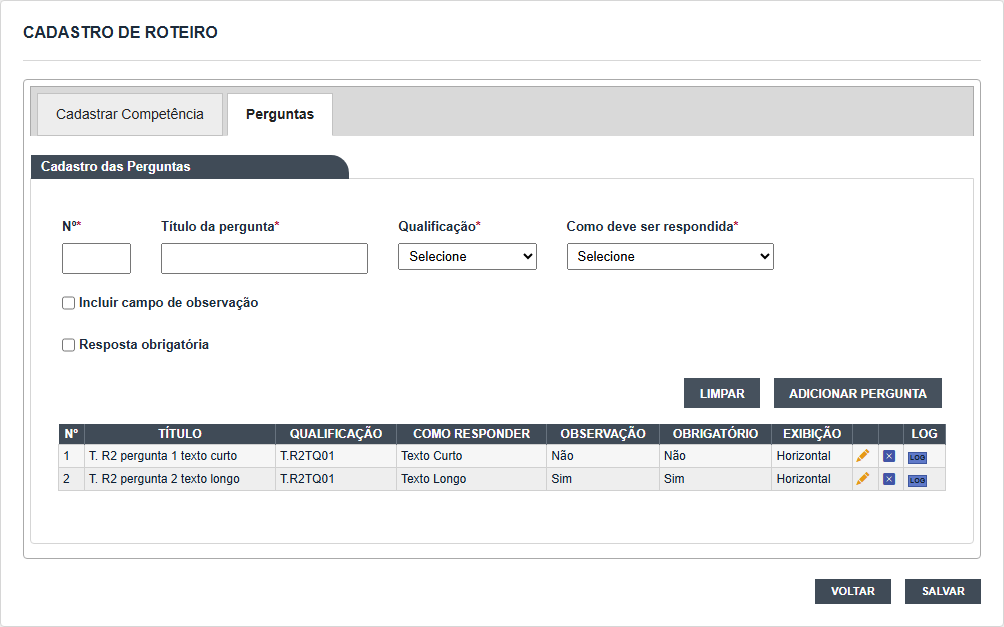 CADASTRO DE ROTEIRO
Cadastrar Competência Perguntas
Cadastro das Perguntas
Nº* Título da pergunta* Qualificação* Como deve ser respondida*
Selecione Selecione
Incluir campo de observação
Resposta obrigatória
LIMPAR ADICIONAR PERGUNTA
Nº TÍTULO QUALIFICAÇÃO COMO RESPONDER OBSERVAÇÃO OBRIGATÓRIO EXIBIÇÃO LOG
1 T. R2 pergunta 1 texto curto T.R2TQ01 Texto Curto Não Não Horizontal LOG
2 T. R2 pergunta 2 texto longo T.R2TQ01 Texto Longo Sim Sim Horizontal LOG
VOLTAR SALVAR